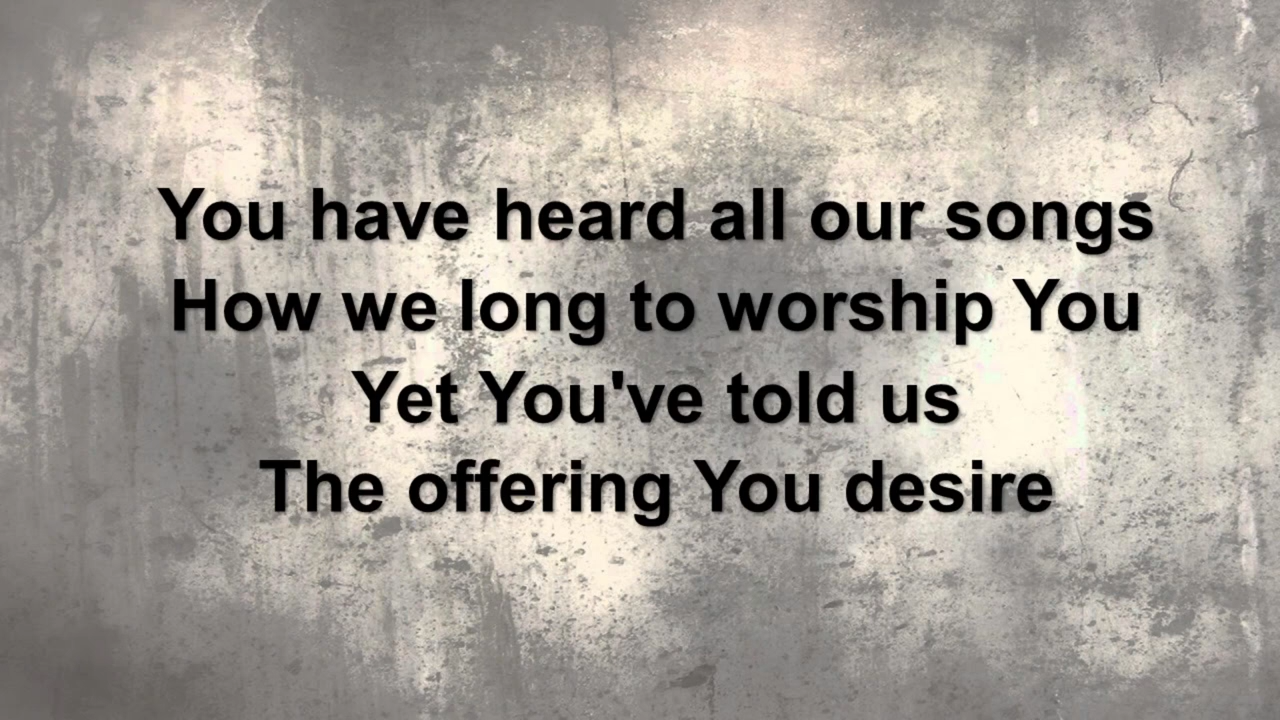 You have heard all our songs
How we long to worship You
Yet You've told us
The offering You desire